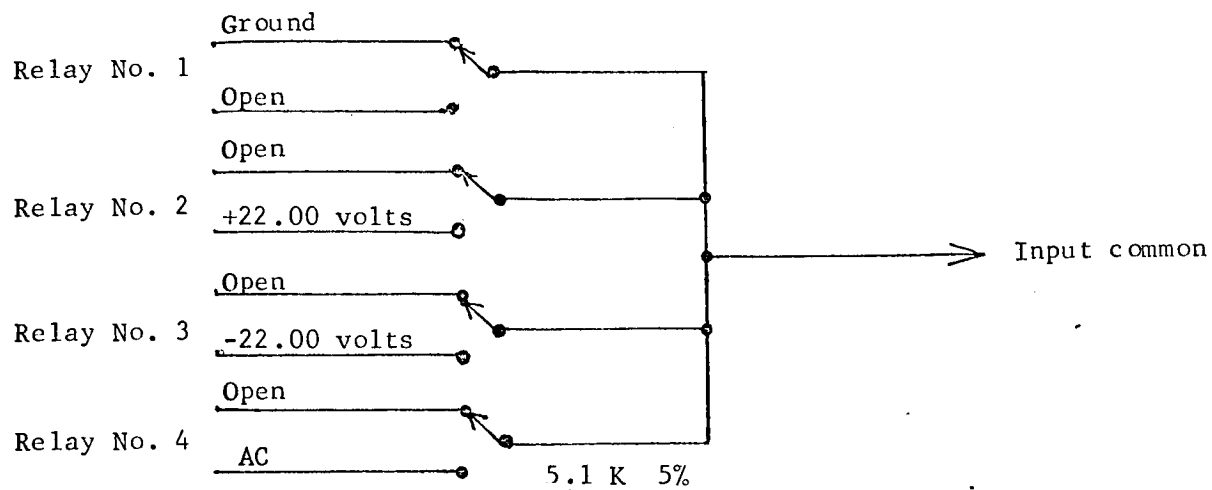 Ground
Relay No. 1
Open
Open
Relay No. 2
+22.00 volts
Input common
Open
Relay No. 3
-22.00 volts
Open
Relay No. 4
AC
5.1 K 5%